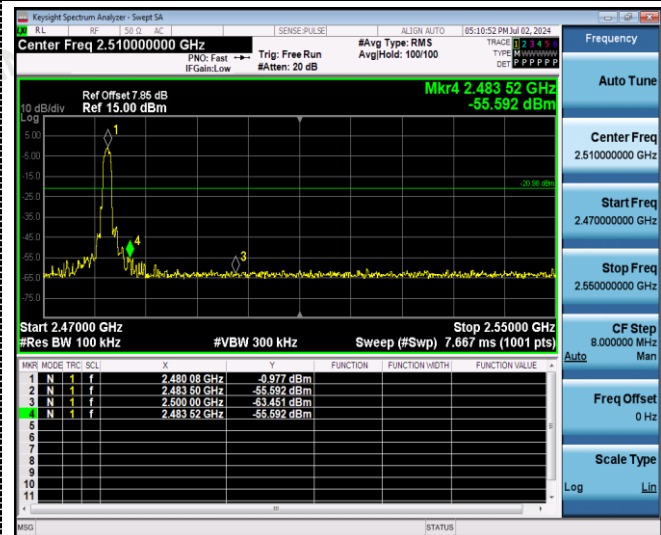 Keysight Spectrum Analyzer - Swept SA
RL RF 50 Ω AC SENSE:PULSE ALIGN AUTO 05:10:52 PM Jul 02, 2024
Center Freq 2.510000000 GHz #Avg Type: RMS TRACE 1 2 3 4 5 6
PNO: Fast Trig: Free Run Avg|Hold: 100/100 TYPE M WWWWW
IFGain:Low #Atten: 20 dB DET P P P P P P
Mkr4 2.483 52 GHz
-55.592 dBm
Ref Offset 7.85 dB
10 dB/div Ref 15.00 dBm
Log
5.00
-5.00
-15.0
-25.0
-35.0
-45.0
-55.0
-65.0
-75.0
1
4
3
-20.98 dBm
Start 2.47000 GHz Stop 2.55000 GHz
#Res BW 100 kHz #VBW 300 kHz Sweep (#Swp) 7.667 ms (1001 pts)
MKR MODE TRC SCL X Y FUNCTION FUNCTION WIDTH FUNCTION VALUE
1 N 1 f 2.480 08 GHz -0.977 dBm
2 N 1 f 2.483 50 GHz -55.592 dBm
3 N 1 f 2.500 00 GHz -63.451 dBm
4 N 1 f 2.483 52 GHz -55.592 dBm
5
6
7
8
9
10
11
MSG STATUS
Frequency
Auto Tune
Center Freq
2.510000000 GHz
Start Freq
2.470000000 GHz
Stop Freq
2.550000000 GHz
CF Step
8.000000 MHz
Auto Man
Freq Offset
0 Hz
Scale Type
Log Lin